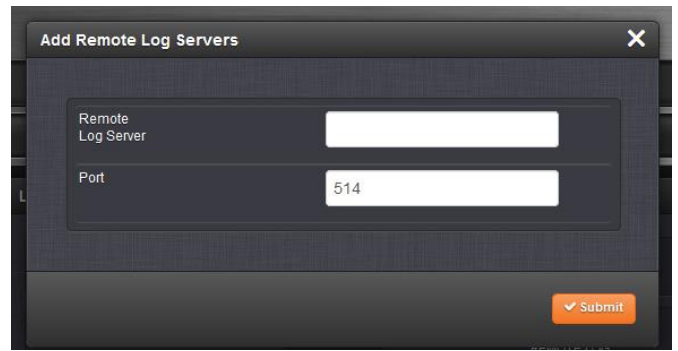 Add Remote Log Servers
Remote
Log Server
Port
514
Submit